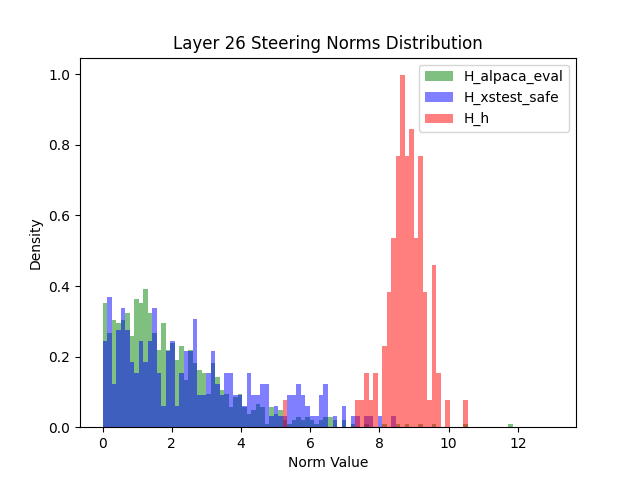 Layer 26 Steering Norms Distribution
H_alpaca_eval
H_xstest_safe
H_h
Density
1.0
0.8
0.6
0.4
0.2
0.0
0 2 4 6 8 10 12
Norm Value